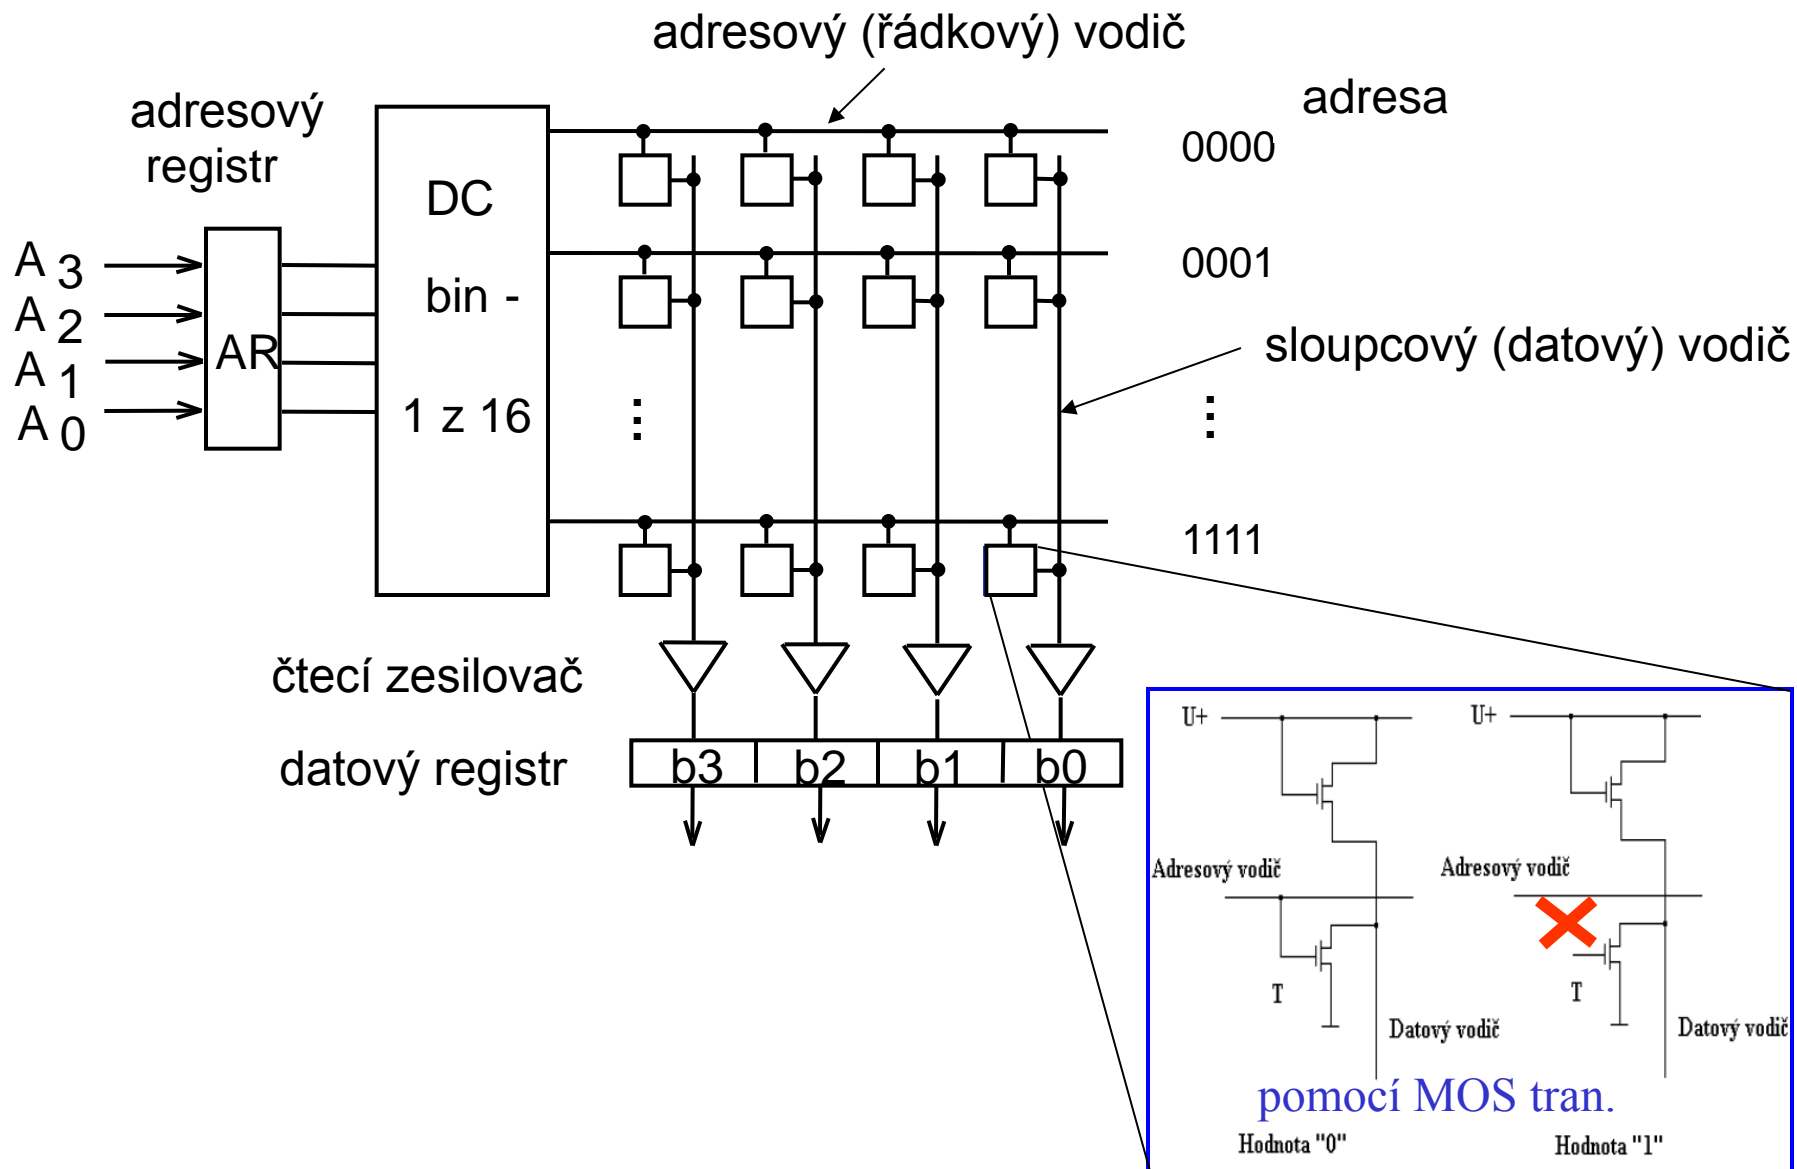 adresový (řádkový) vodič
adresový
registr
adresa
0000
DC
bin -
1 z 16
A 3
A 2
A 1
A 0
AR
0001
sloupcový (datový) vodič
⋮
⋮
1111
čtecí zesilovač
datový registr
b3 b2 b1 b0
U+
U+
Adresový vodič
Adresový vodič
T
T
Datový vodič
Datový vodič
pomocí MOS tran.
Hodnota "0"
Hodnota "1"